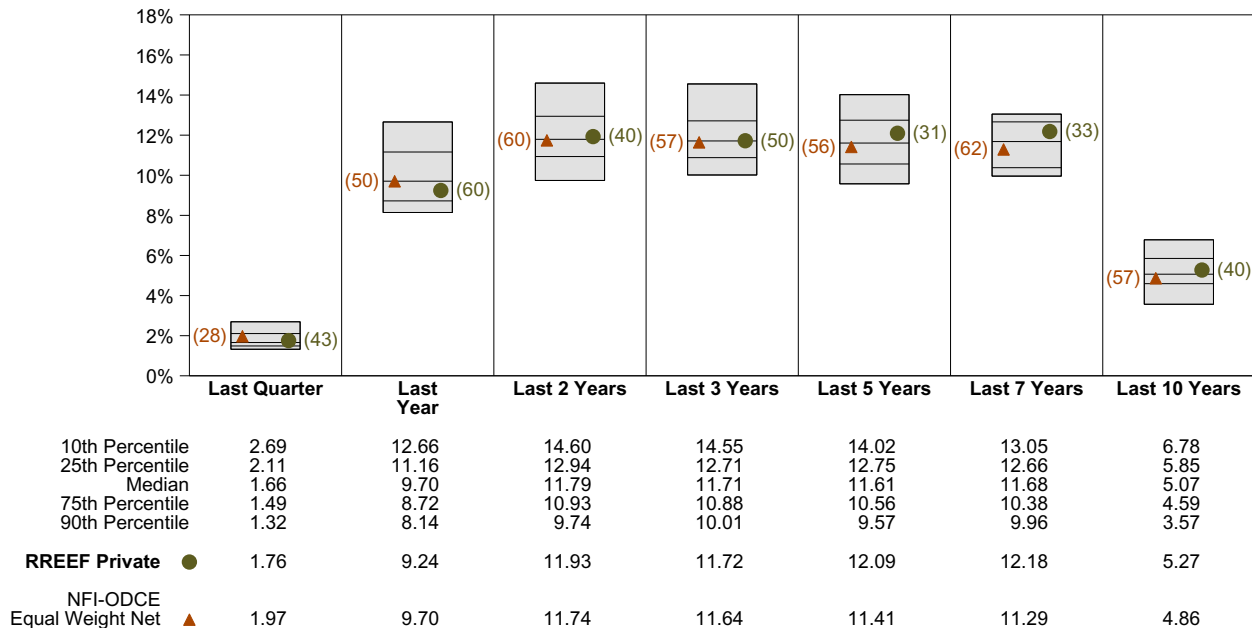 18%
16%
14%
12%
10%
8%
6%
4%
2%
0%
(28) (43)
(50) (60)
(60) (40)
(57) (50)
(56) (31)
(62) (33)
(57) (40)
Last Quarter Last Year Last 2 Years Last 3 Years Last 5 Years Last 7 Years Last 10 Years
10th Percentile 2.69 12.66 14.60 14.55 14.02 13.05 6.78
25th Percentile 2.11 11.16 12.94 12.71 12.75 12.66 5.85
Median 1.66 9.70 11.79 11.71 11.61 11.68 5.07
75th Percentile 1.49 8.72 10.93 10.88 10.56 10.38 4.59
90th Percentile 1.32 8.14 9.74 10.01 9.57 9.96 3.57
RREEF Private 1.76 9.24 11.93 11.72 12.09 12.18 5.27
NFI-ODCE
Equal Weight Net 1.97 9.70 11.74 11.64 11.41 11.29 4.86